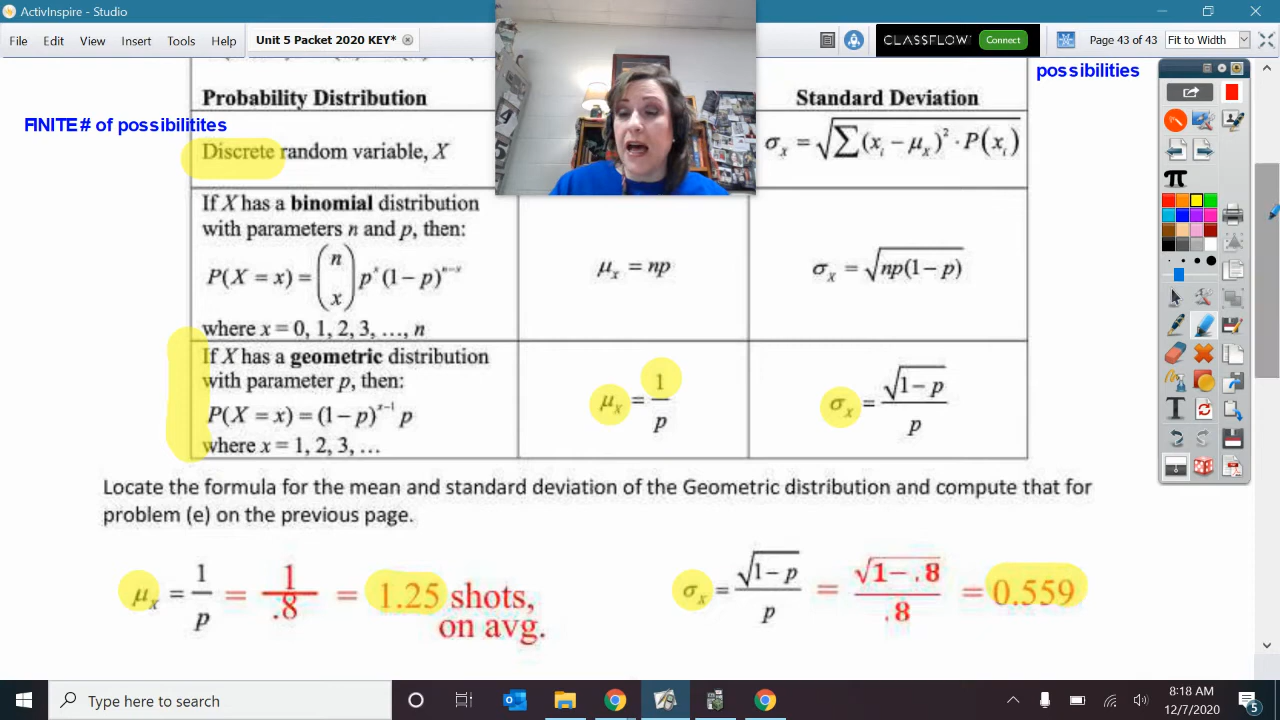 ActivInspire - Studio
File Edit View Insert Tools Help Unit 5 Packet 2020 KEY* CLASSFLOW Connect Page 43 of 43 Fit to Width
possibilities
Probability Distribution Standard Deviation
FINITE # of possibilitites
Discrete random variable, X
σₓ = √∑(xᵢ − μₓ)² · P(xᵢ)
If X has a binomial distribution
with parameters n and p, then:
P(X = x) = (n x) pˣ (1 − p)ⁿ⁻ˣ
where x = 0, 1, 2, 3, …, n
μₓ = np
σₓ = √np(1 − p)
If X has a geometric distribution
with parameter p, then:
P(X = x) = (1 − p)ˣ⁻¹ p
where x = 1, 2, 3, …
μₓ = 1/p
σₓ = √1 − p / p
Locate the formula for the mean and standard deviation of the Geometric distribution and compute that for
problem (e) on the previous page.
μₓ = 1/p = 1/.8 = 1.25 shots,
on avg.
σₓ = √1 − p / p = √1 − .8 / .8 = 0.559
Type here to search
8:18 AM
12/7/2020
5